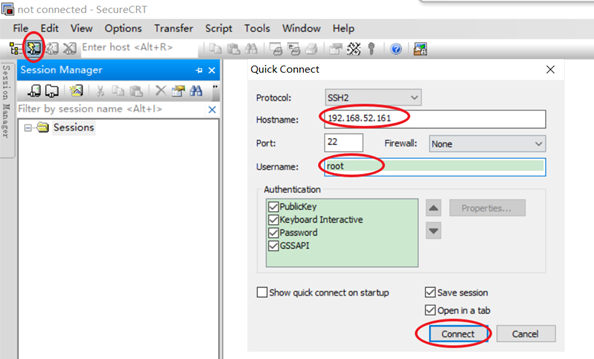 not connected - SecureCRT
File Edit View Options Transfer Script Tools Window Help
Enter host <Alt+R>
Session Manager
Session Manager
Filter by session name <Alt+I>
Sessions
Quick Connect
Protocol: SSH2
Hostname: 192.168.52.161
Port: 22 Firewall: None
Username: root
Authentication
PublicKey
Keyboard Interactive
Password
GSSAPI
Properties...
Show quick connect on startup
Save session
Open in a tab
Connect Cancel